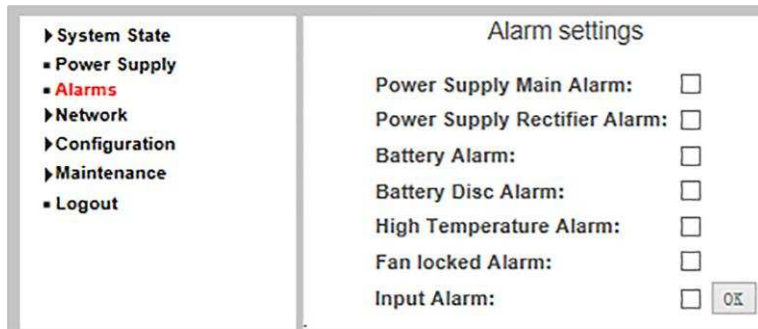 System State
Power Supply
Alarms
Network
Configuration
Maintenance
Logout
Alarm settings
Power Supply Main Alarm:
Power Supply Rectifier Alarm:
Battery Alarm:
Battery Disc Alarm:
High Temperature Alarm:
Fan locked Alarm:
Input Alarm:
OK